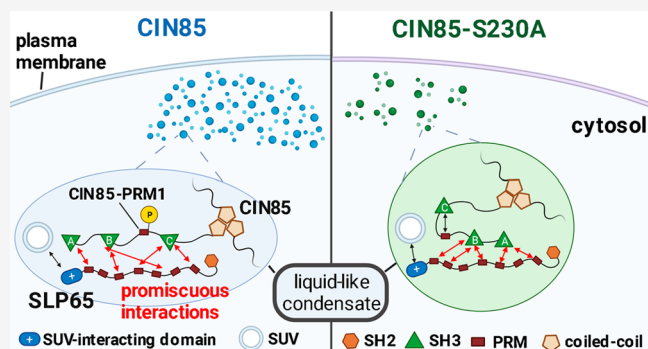 CIN85
CIN85-S230A
plasma
membrane
cytosol
CIN85-PRM1
P
CIN85
A
B
C
C
B
A
+
+
SLP65
promiscuous
interactions
liquid-like
condensate
+ SUV-interacting domain
SUV
SH2
SH3
PRM
coiled-coil